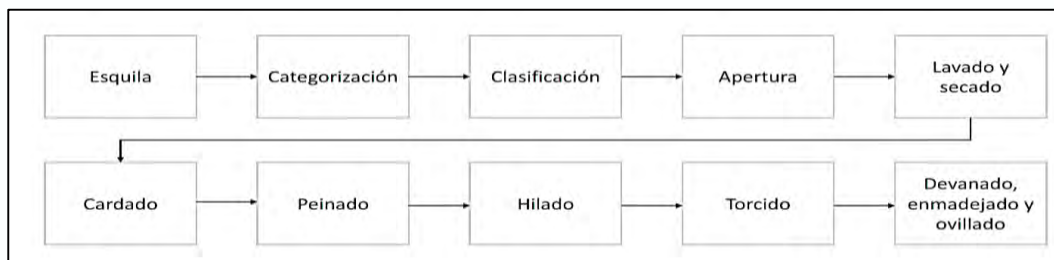 Esquila
Categorización
Clasificación
Apertura
Lavado y
secado
Cardado
Peinado
Hilado
Torcido
Devanado,
enmadejado y
ovillado